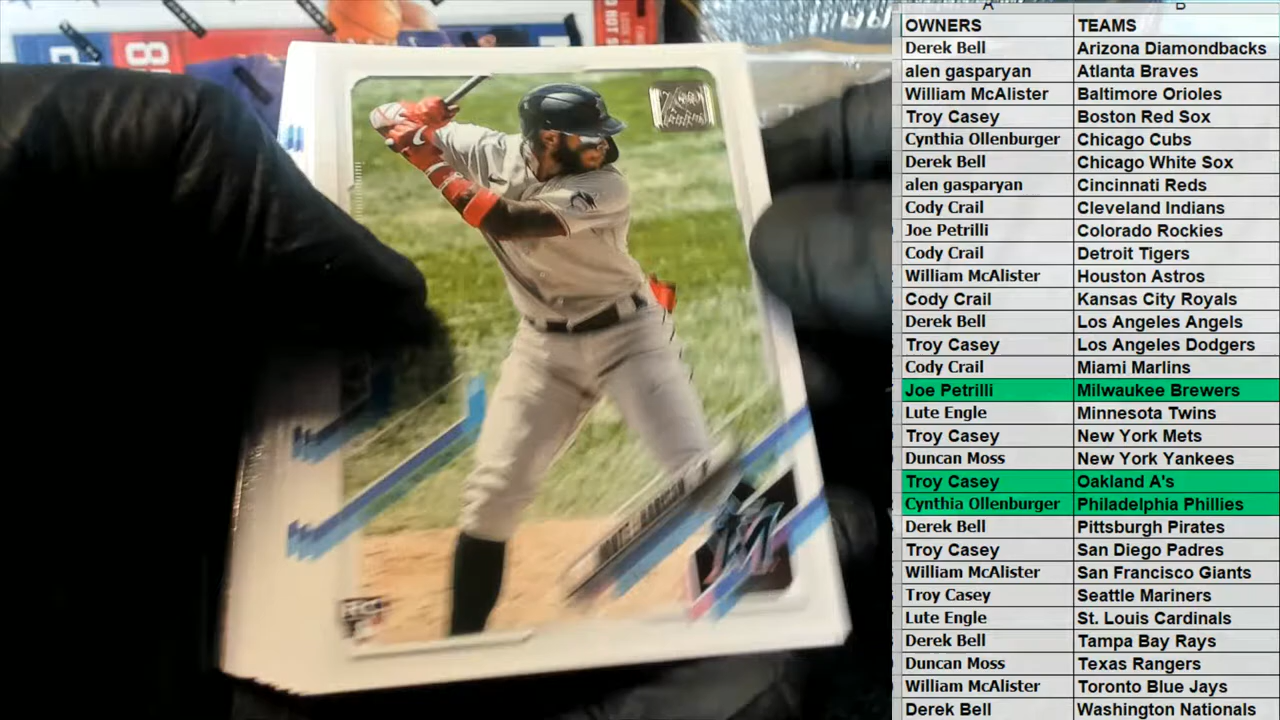 A B
OWNERS TEAMS
Derek Bell Arizona Diamondbacks
alen gasparyan Atlanta Braves
William McAlister Baltimore Orioles
Troy Casey Boston Red Sox
Cynthia Ollenburger Chicago Cubs
Derek Bell Chicago White Sox
alen gasparyan Cincinnati Reds
Cody Crail Cleveland Indians
Joe Petrilli Colorado Rockies
Cody Crail Detroit Tigers
William McAlister Houston Astros
Cody Crail Kansas City Royals
Derek Bell Los Angeles Angels
Troy Casey Los Angeles Dodgers
Cody Crail Miami Marlins
Joe Petrilli Milwaukee Brewers
Lute Engle Minnesota Twins
Troy Casey New York Mets
Duncan Moss New York Yankees
Troy Casey Oakland A's
Cynthia Ollenburger Philadelphia Phillies
Derek Bell Pittsburgh Pirates
Troy Casey San Diego Padres
William McAlister San Francisco Giants
Troy Casey Seattle Mariners
Lute Engle St. Louis Cardinals
Derek Bell Tampa Bay Rays
Duncan Moss Texas Rangers
William McAlister Toronto Blue Jays
Derek Bell Washington Nationals
RC